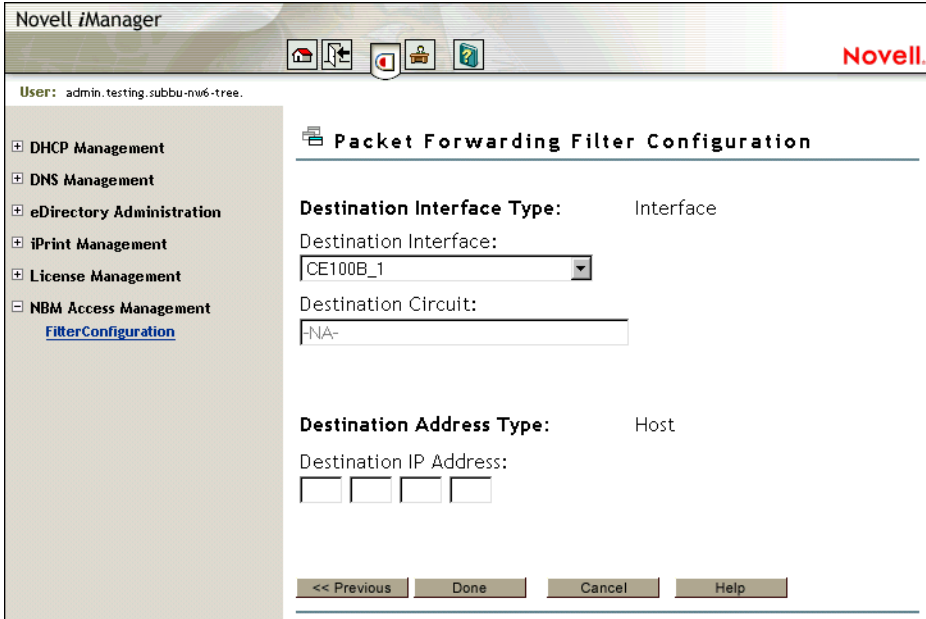 Novell iManager
Novell.
User: admin.testing.subbu-nw6-tree.
DHCP Management
DNS Management
eDirectory Administration
iPrint Management
License Management
NBM Access Management
FilterConfiguration
Packet Forwarding Filter Configuration
Destination Interface Type: Interface
Destination Interface:
CE100B_1
Destination Circuit:
-NA-
Destination Address Type: Host
Destination IP Address:
<< Previous Done Cancel Help